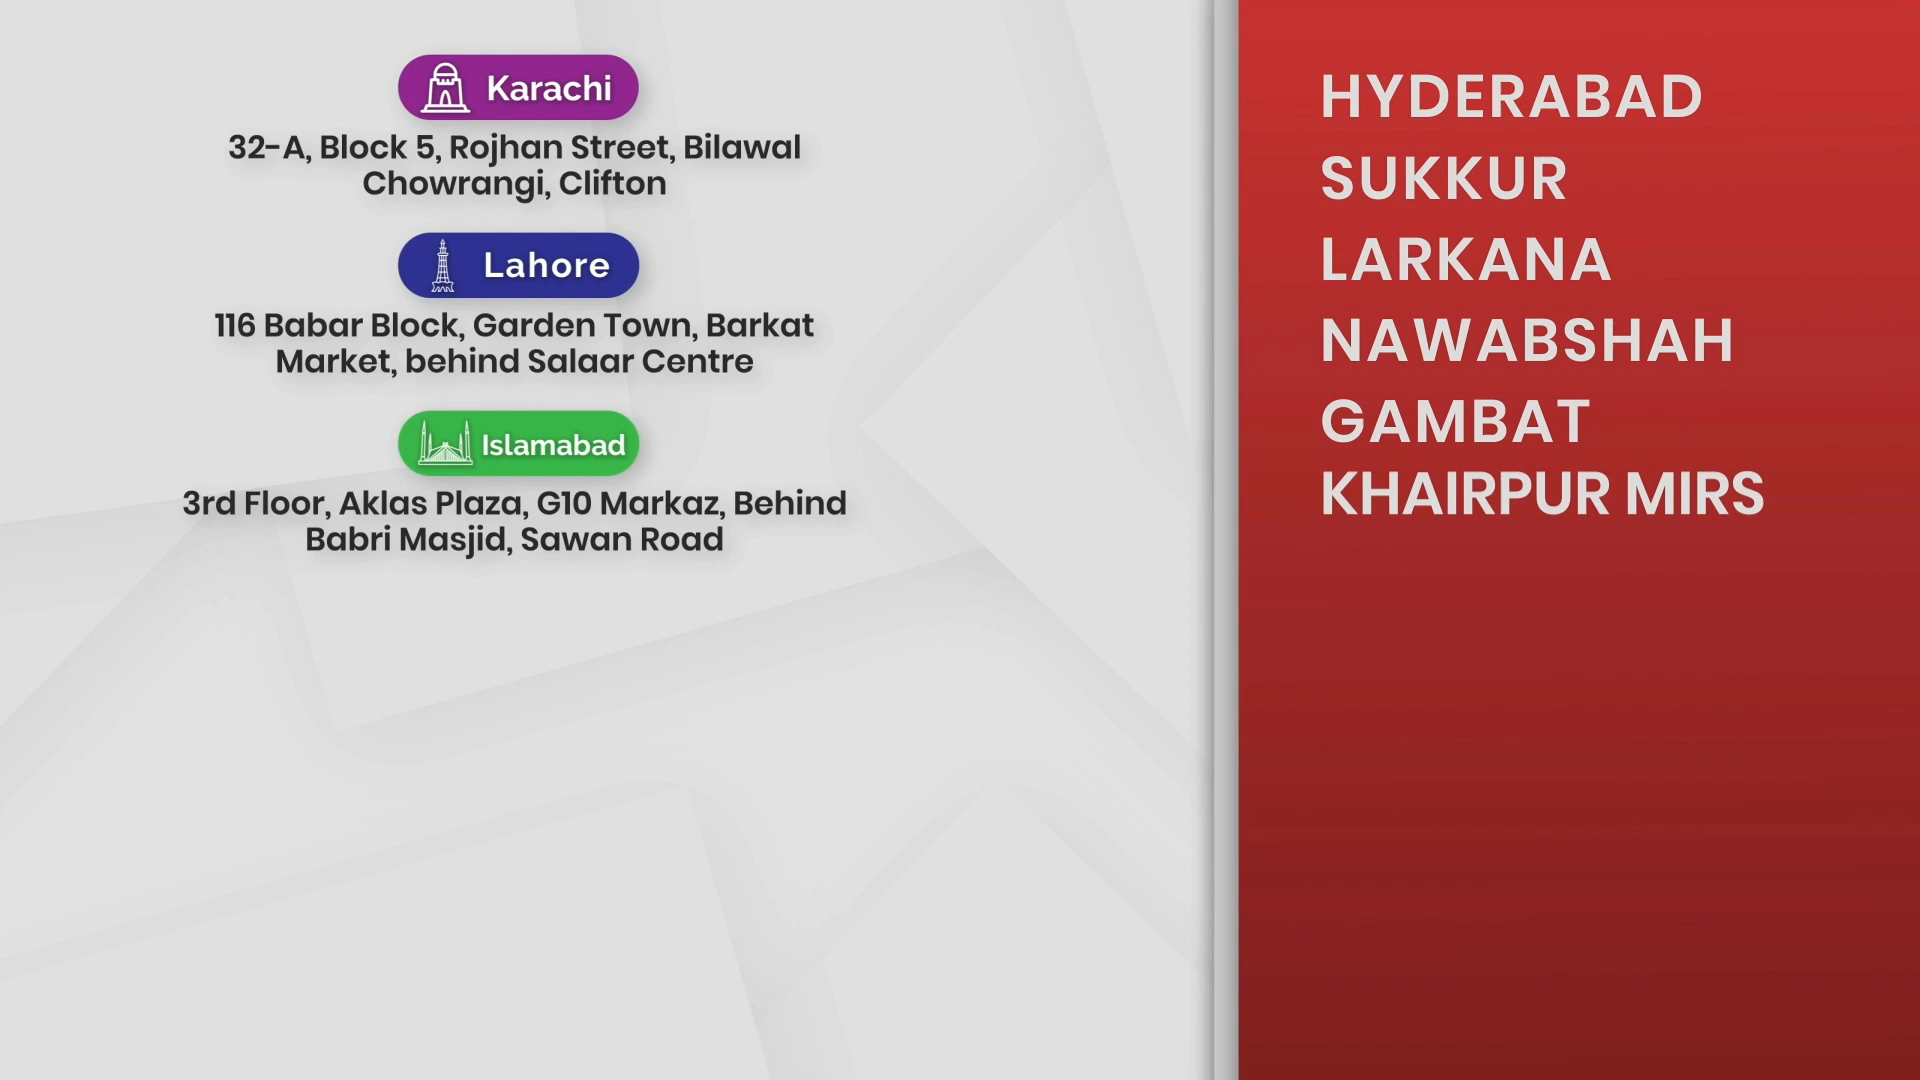 Karachi
32-A, Block 5, Rojhan Street, Bilawal
Chowrangi, Clifton
Lahore
116 Babar Block, Garden Town, Barkat
Market, behind Salaar Centre
Islamabad
3rd Floor, Aklas Plaza, G10 Markaz, Behind
Babri Masjid, Sawan Road
HYDERABAD
SUKKUR
LARKANA
NAWABSHAH
GAMBAT
KHAIRPUR MIRS